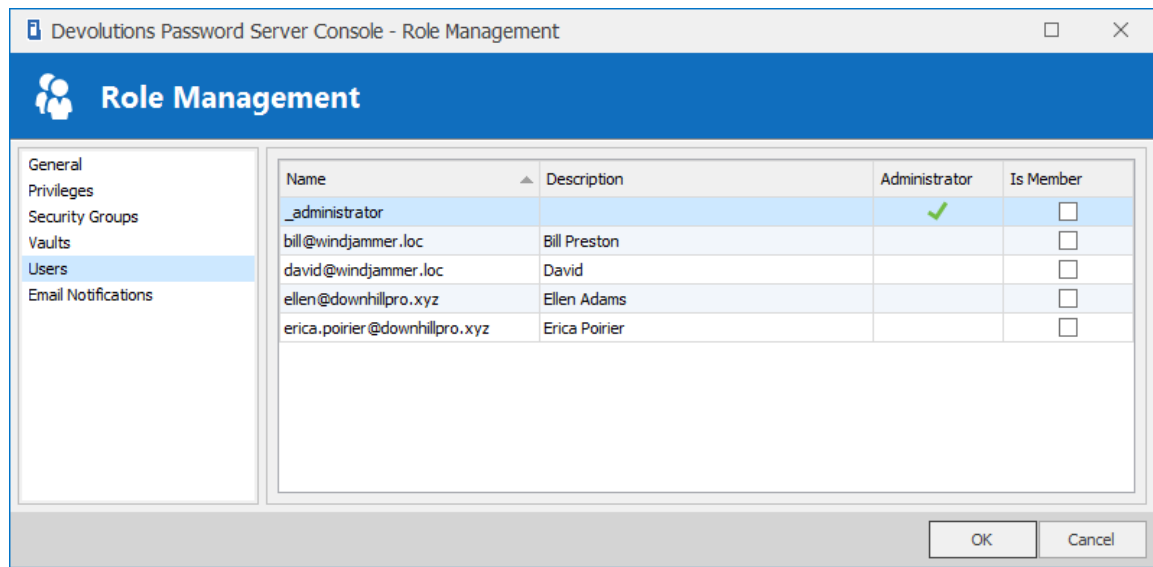 Devolutions Password Server Console - Role Management
Role Management
General
Privileges
Security Groups
Vaults
Users
Email Notifications
Name Description Administrator Is Member
_administrator
bill@windjammer.loc Bill Preston
david@windjammer.loc David
ellen@downhillpro.xyz Ellen Adams
erica.poirier@downhillpro.xyz Erica Poirier
OK Cancel